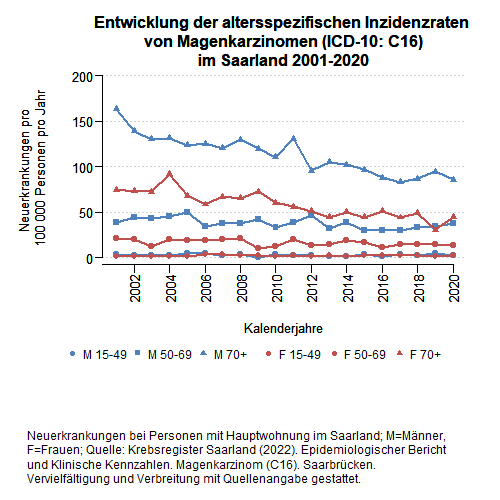 Entwicklung der altersspezifischen Inzidenzraten
von Magenkarzinomen (ICD-10: C16)
im Saarland 2001-2020
Neuerkrankungen pro
100 000 Personen pro Jahr
200
150
100
50
0
2002 2004 2006 2008 2010 2012 2014 2016 2018 2020
Kalenderjahre
M 15-49 M 50-69 M 70+ F 15-49 F 50-69 F 70+
Neuerkrankungen bei Personen mit Hauptwohnung im Saarland; M=Männer,
F=Frauen; Quelle: Krebsregister Saarland (2022). Epidemiologischer Bericht
und Klinische Kennzahlen. Magenkarzinom (C16). Saarbrücken.
Vervielfältigung und Verbreitung mit Quellenangabe gestattet.